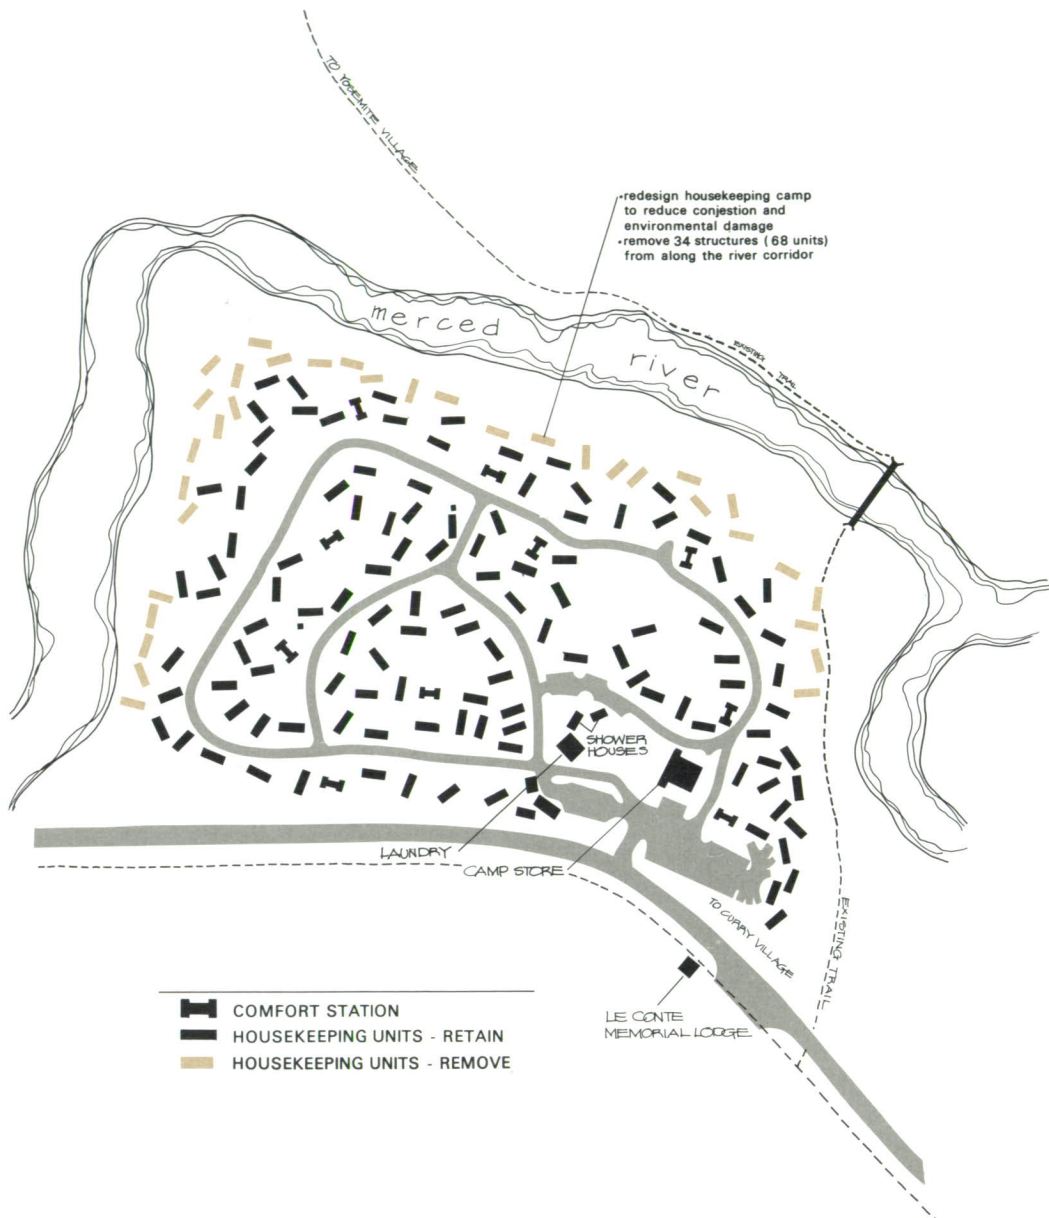 TO YOSEMITE VILLAGE
•redesign housekeeping camp
to reduce conjestion and
environmental damage
•remove 34 structures (68 units)
from along the river corridor
merced
river
EXISTING
TRAIL
SHOWER
HOUSES
LAUNDRY
CAMP STORE
TO CURRY VILLAGE
EXISTING TRAIL
LE CONTE
MEMORIAL LODGE
COMFORT STATION
HOUSEKEEPING UNITS - RETAIN
HOUSEKEEPING UNITS - REMOVE